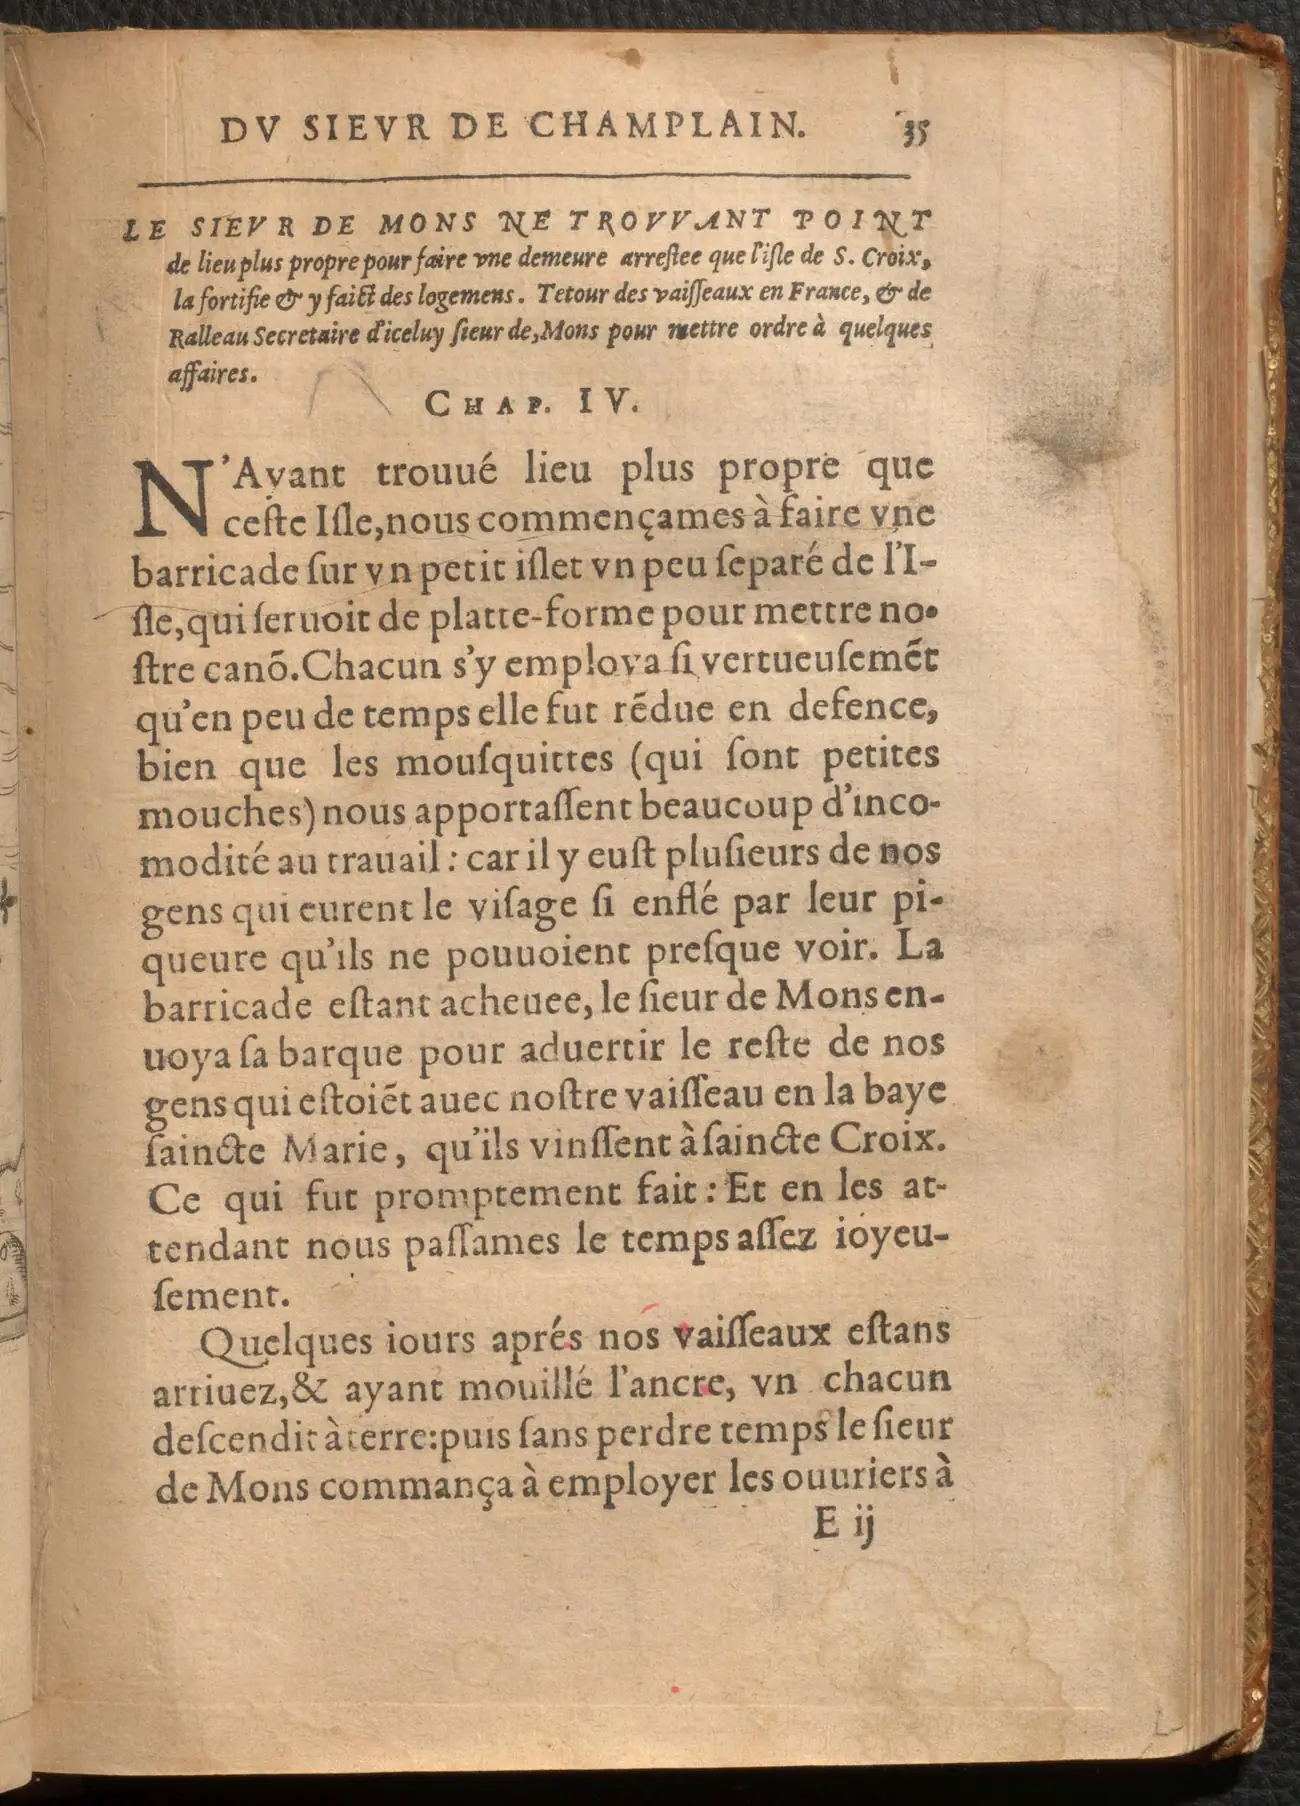 DV SIEVR DE CHAMPLAIN. 35
LE SIEVR DE MONS NE TROVVANT POINT
de lieu plus propre pour faire vne demeure arreſtee que l'iſle de S. Croix,
la fortifie & y faict des logemens. Tetour des vaiſſeaux en France, & de
Ralleau Secretaire d'iceluy ſieur de,Mons pour mettre ordre à quelques
affaires.
CHAP. IV.
N'Ayant trouué lieu plus propre que
ceſte Iſle, nous commençames à faire vne
barricade ſur vn petit iſlet vn peu ſeparé de l'I-
ſle, qui ſeruoit de platte-forme pour mettre no-
ſtre canõ. Chacun s'y employa ſi vertueuſemẽt
qu'en peu de temps elle fut rẽdue en defence,
bien que les mouſquittes (qui ſont petites
mouches) nous apportaſſent beaucoup d'inco-
modité au trauail : car il y euſt pluſieurs de nos
gens qui eurent le viſage ſi enflé par leur pi-
queure qu'ils ne pouuoient preſque voir. La
barricade eſtant acheuee, le ſieur de Mons en-
uoya ſa barque pour aduertir le reſte de nos
gens qui eſtoiẽt auec noſtre vaiſſeau en la baye
ſaincte Marie, qu'ils vinſſent à ſaincte Croix.
Ce qui fut promptement fait : Et en les at-
tendant nous paſſames le temps aſſez ioyeu-
ſement.
Quelques iours aprés nos vaiſſeaux eſtans
arriuez, & ayant mouillé l'ancre, vn chacun
deſcendit à terre: puis ſans perdre temps le ſieur
de Mons commança à employer les ouuriers à
E ij